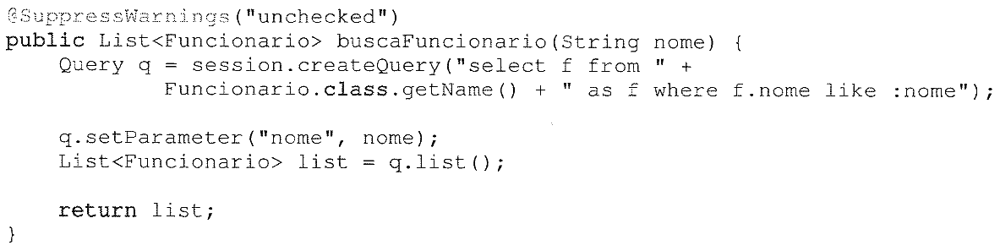 @SuppressWarnings("unchecked")
public List<Funcionario> buscaFuncionario(String nome) {
Query q = session.createQuery("select f from " +
Funcionario.class.getName() + " as f where f.nome like :nome");
q.setParameter("nome", nome);
List<Funcionario> list = q.list();
return list;
}